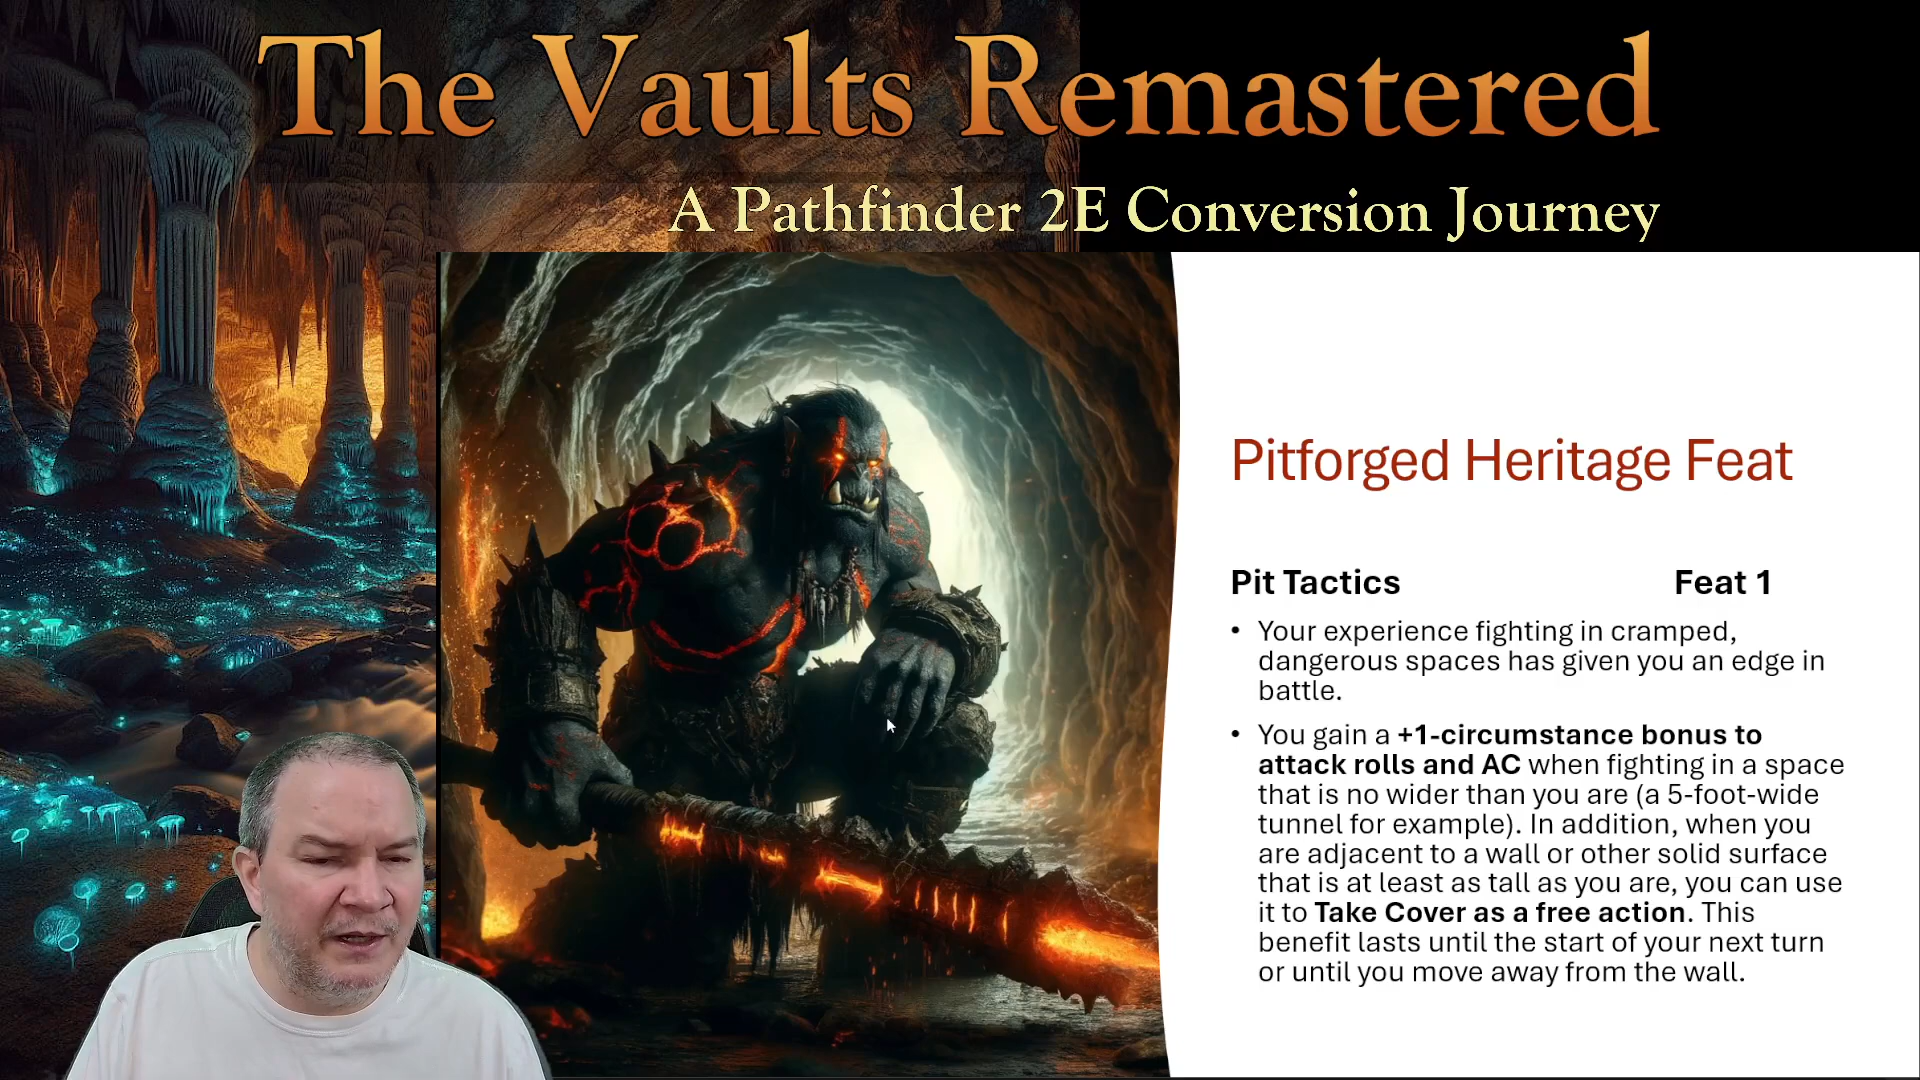 The Vaults Remastered
A Pathfinder 2E Conversion Journey
Pitforged Heritage Feat
Pit Tactics Feat 1
• Your experience fighting in cramped,
dangerous spaces has given you an edge in
battle.
• You gain a +1-circumstance bonus to
attack rolls and AC when fighting in a space
that is no wider than you are (a 5-foot-wide
tunnel for example). In addition, when you
are adjacent to a wall or other solid surface
that is at least as tall as you are, you can use
it to Take Cover as a free action. This
benefit lasts until the start of your next turn
or until you move away from the wall.